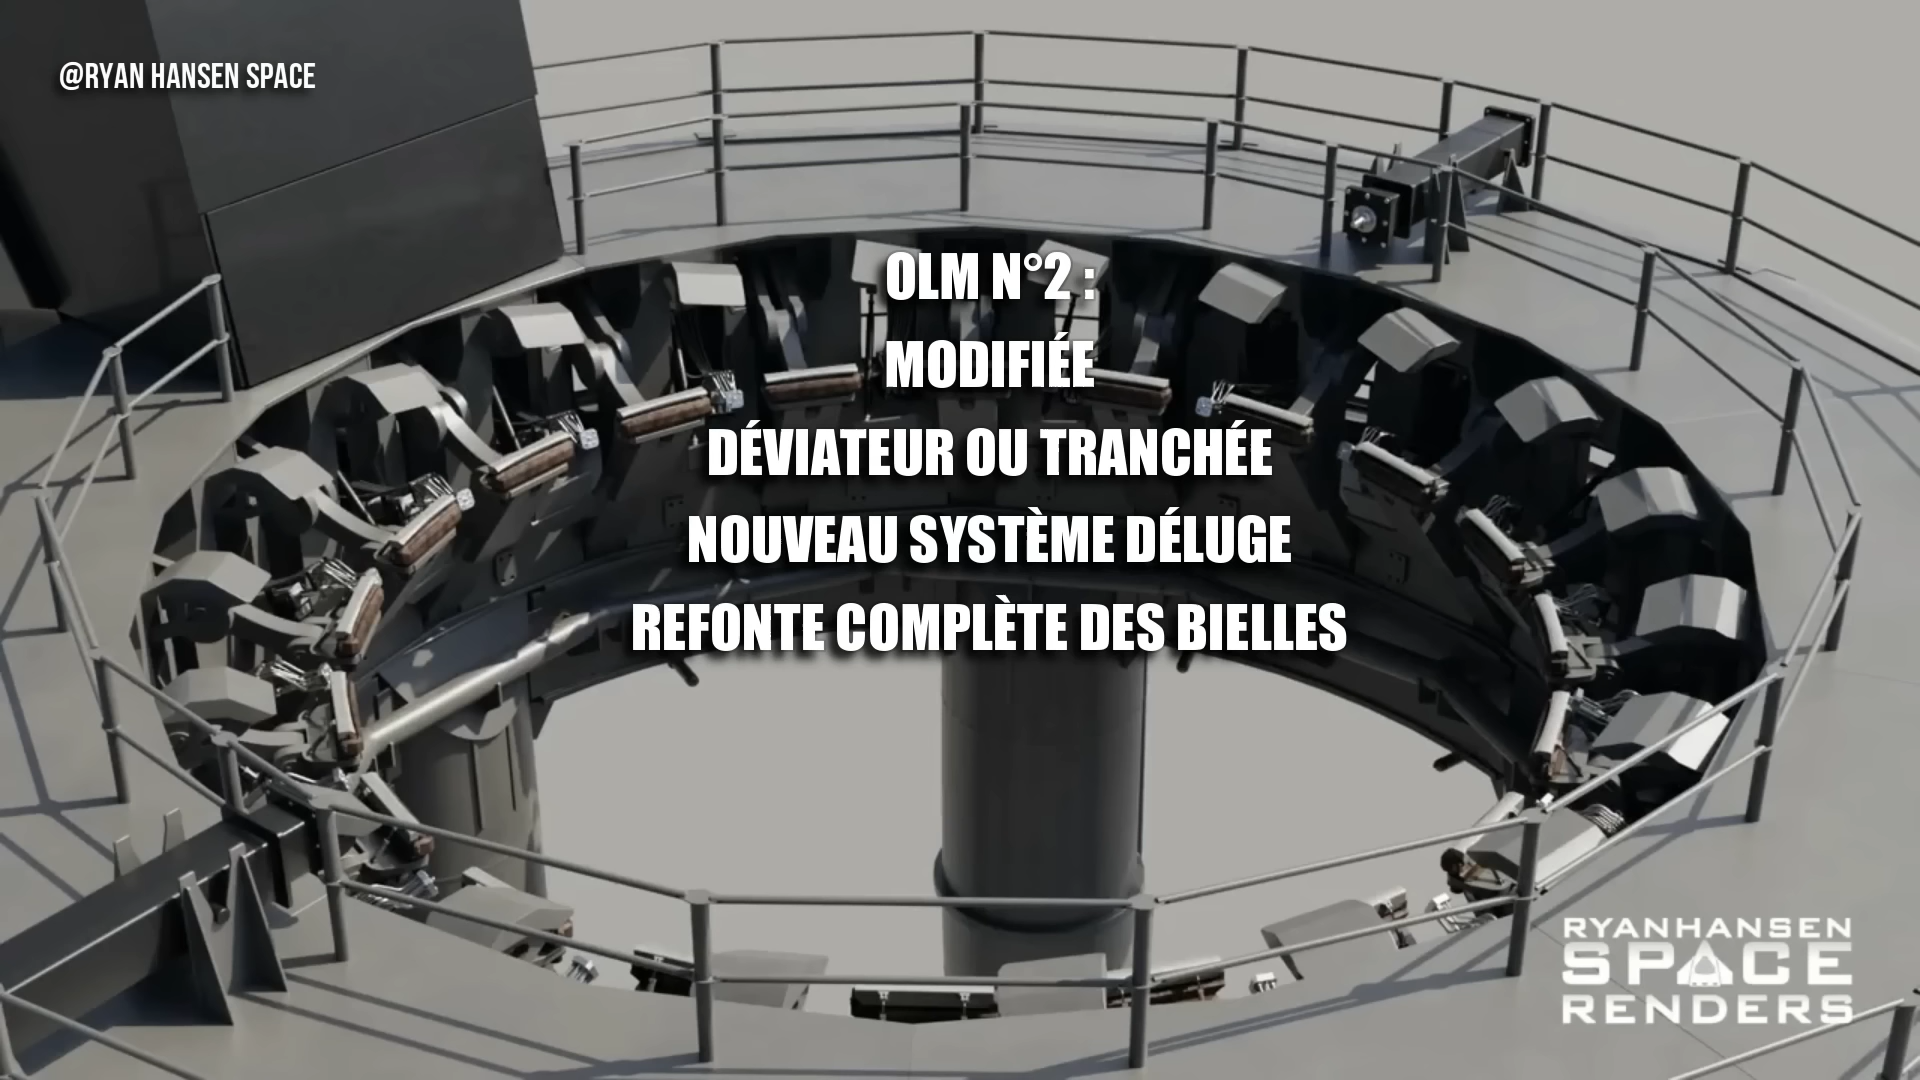 @RYAN HANSEN SPACE
OLM N°2 :
MODIFIÉE
DÉVIATEUR OU TRANCHÉE
NOUVEAU SYSTÈME DÉLUGE
REFONTE COMPLÈTE DES BIELLES
RYANHANSEN
SPACE
RENDERS